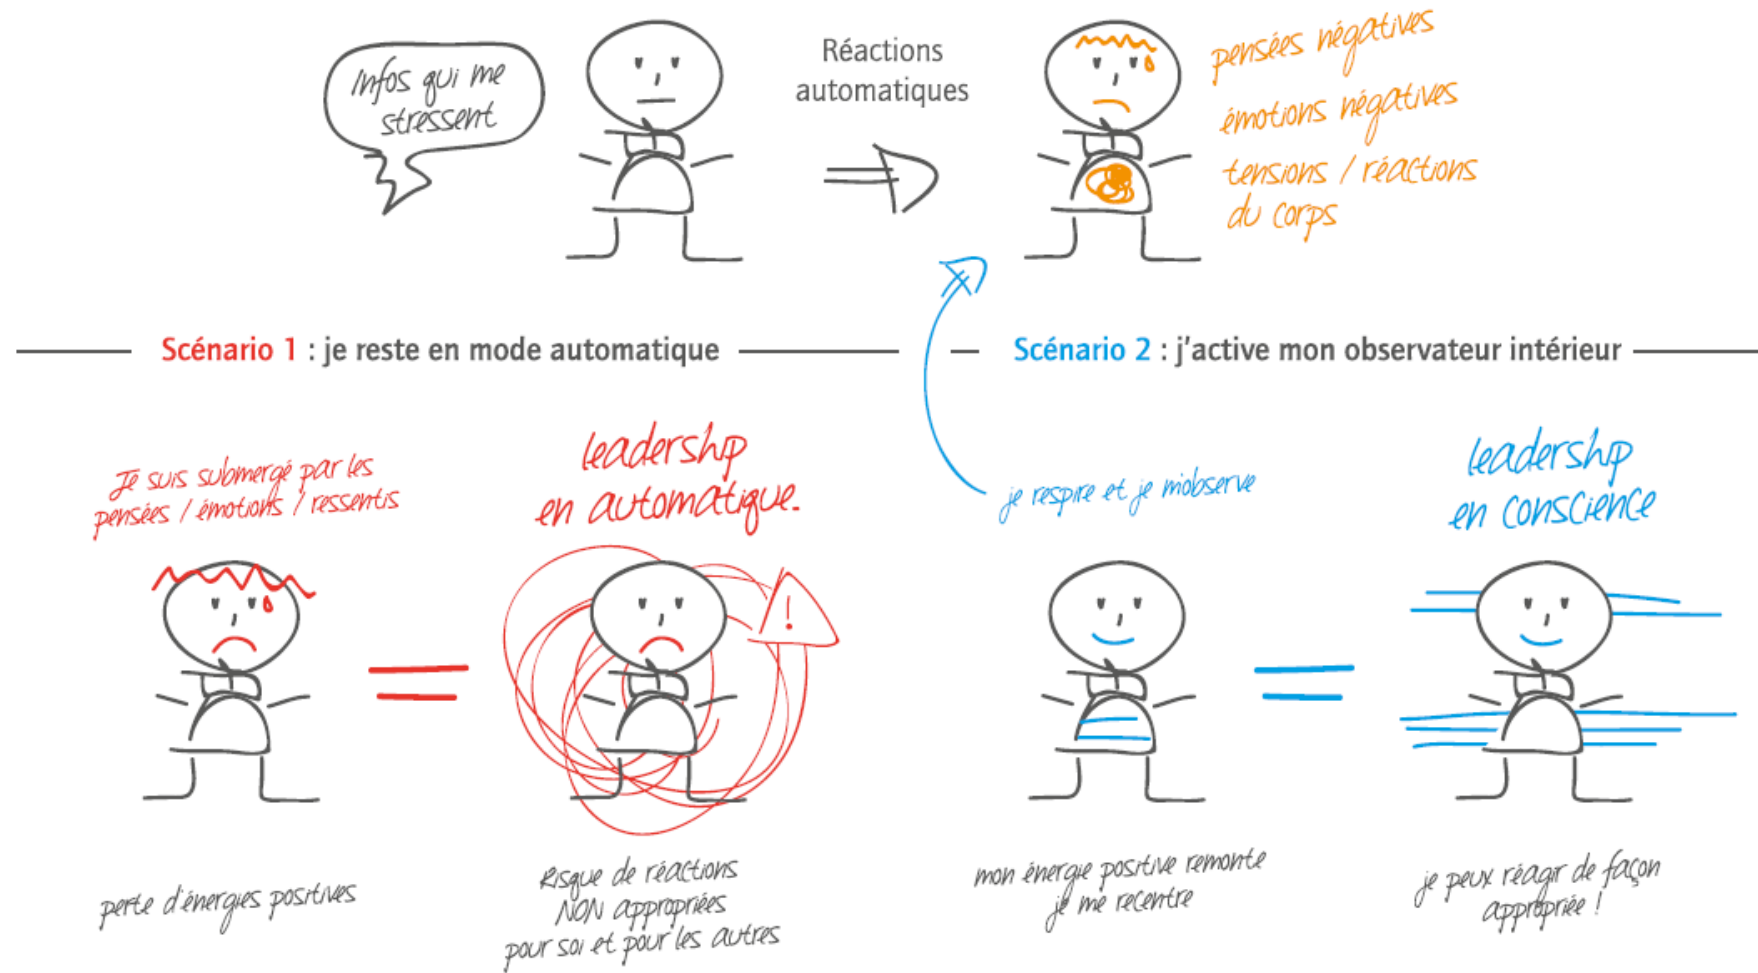 Infos qui me
stressent
Réactions
automatiques
pensées négatives
émotions négatives
tensions / réactions
du corps
Scénario 1 : je reste en mode automatique
Je suis submergé par les
pensées / émotions / ressentis
leadership
en automatique.
!
perte d'énergies positives
Risque de réactions
NON appropriées
pour soi et pour les autres
Scénario 2 : j'active mon observateur intérieur
je respire et je m'observe
leadership
en conscience
mon énergie positive remonte
je me recentre
je peux réagir de façon
appropriée !